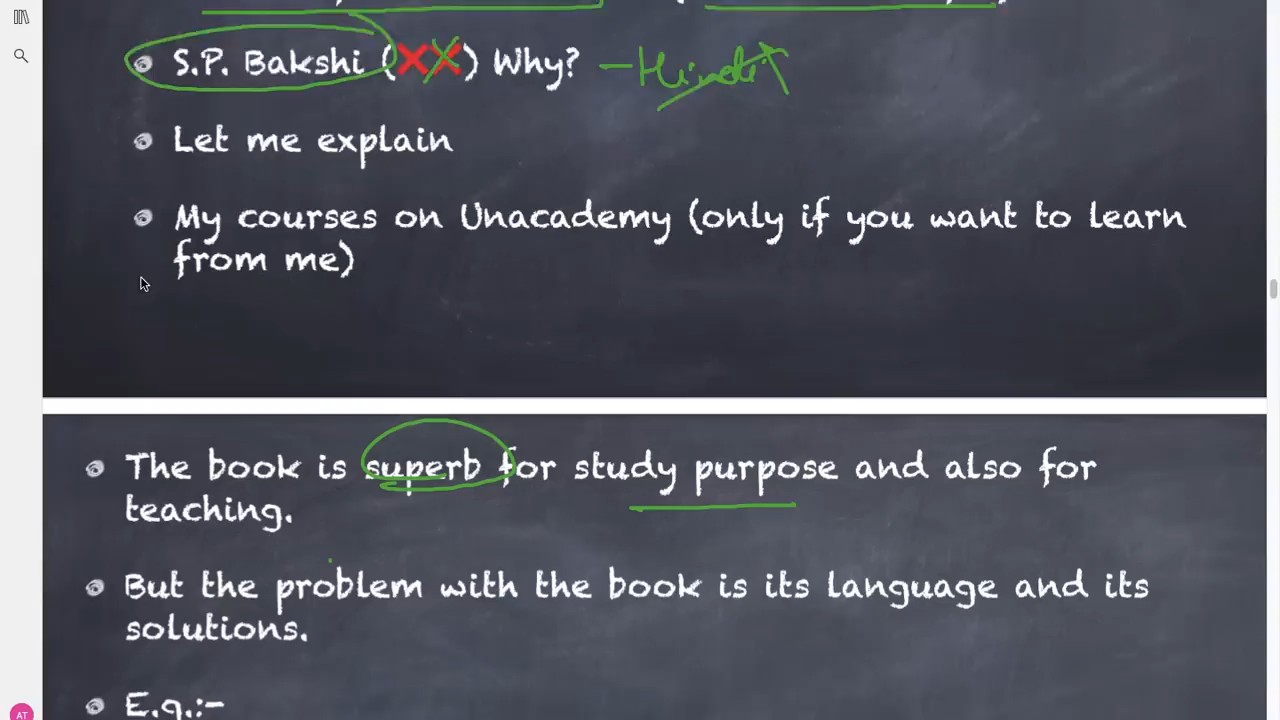 S.P. Bakshi (❌❌) Why? - Hindi
Let me explain
My courses on Unacademy (only if you want to learn
from me)
The book is superb for study purpose and also for
teaching.
But the problem with the book is its language and its
solutions.
E.g.:-
AT